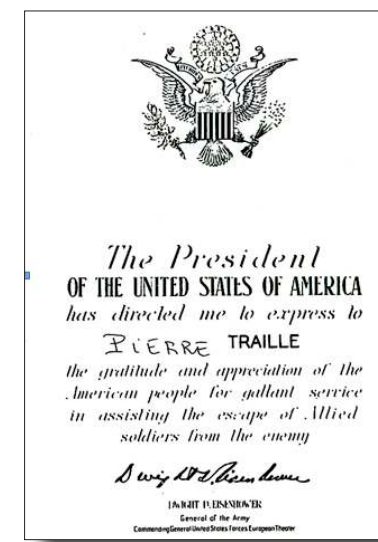 The President
OF THE UNITED STATES OF AMERICA
has directed me to express to
PiERRE TRAILLE
the gratitude and appreciation of the
American people for gallant service
in assisting the escape of Allied
soldiers from the enemy
Dwight D. Eisenhower
DWIGHT D. EISENHOWER
General of the Army
Commanding General United States Forces European Theater